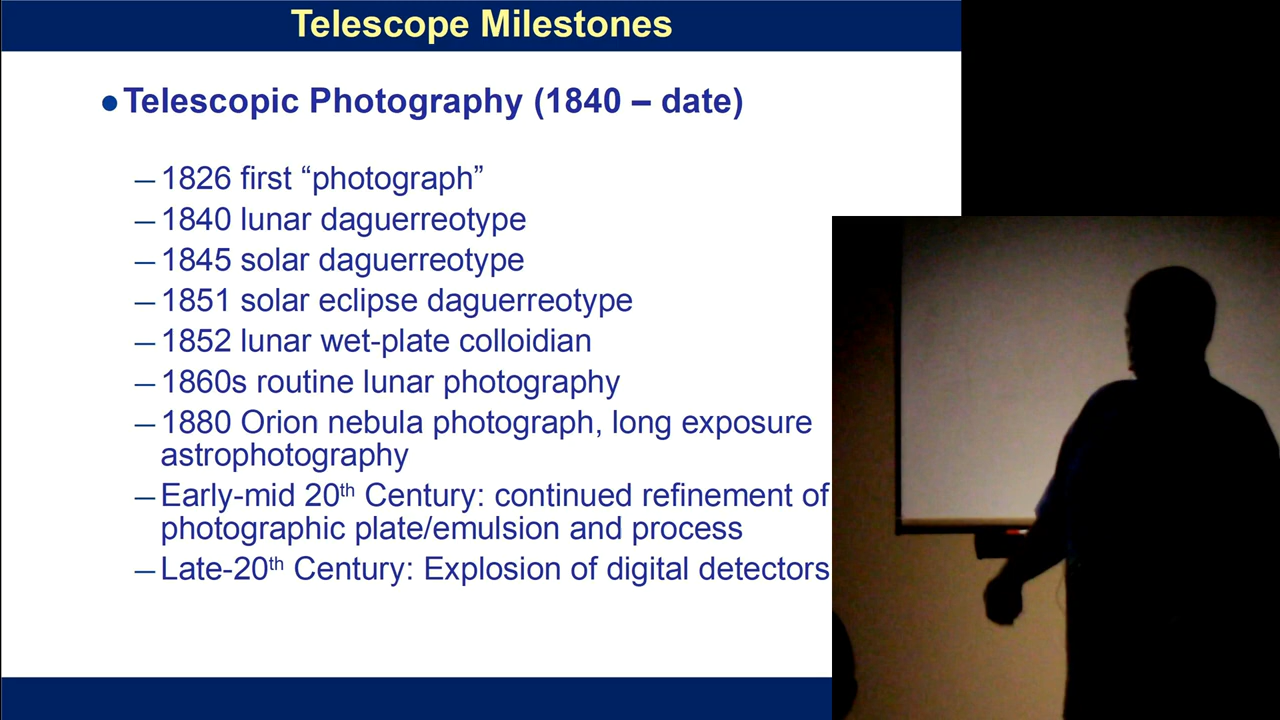 Telescope Milestones
● Telescopic Photography (1840 – date)
– 1826 first “photograph”
– 1840 lunar daguerreotype
– 1845 solar daguerreotype
– 1851 solar eclipse daguerreotype
– 1852 lunar wet-plate colloidian
– 1860s routine lunar photography
– 1880 Orion nebula photograph, long exposure
astrophotography
– Early-mid 20th Century: continued refinement of
photographic plate/emulsion and process
– Late-20th Century: Explosion of digital detectors